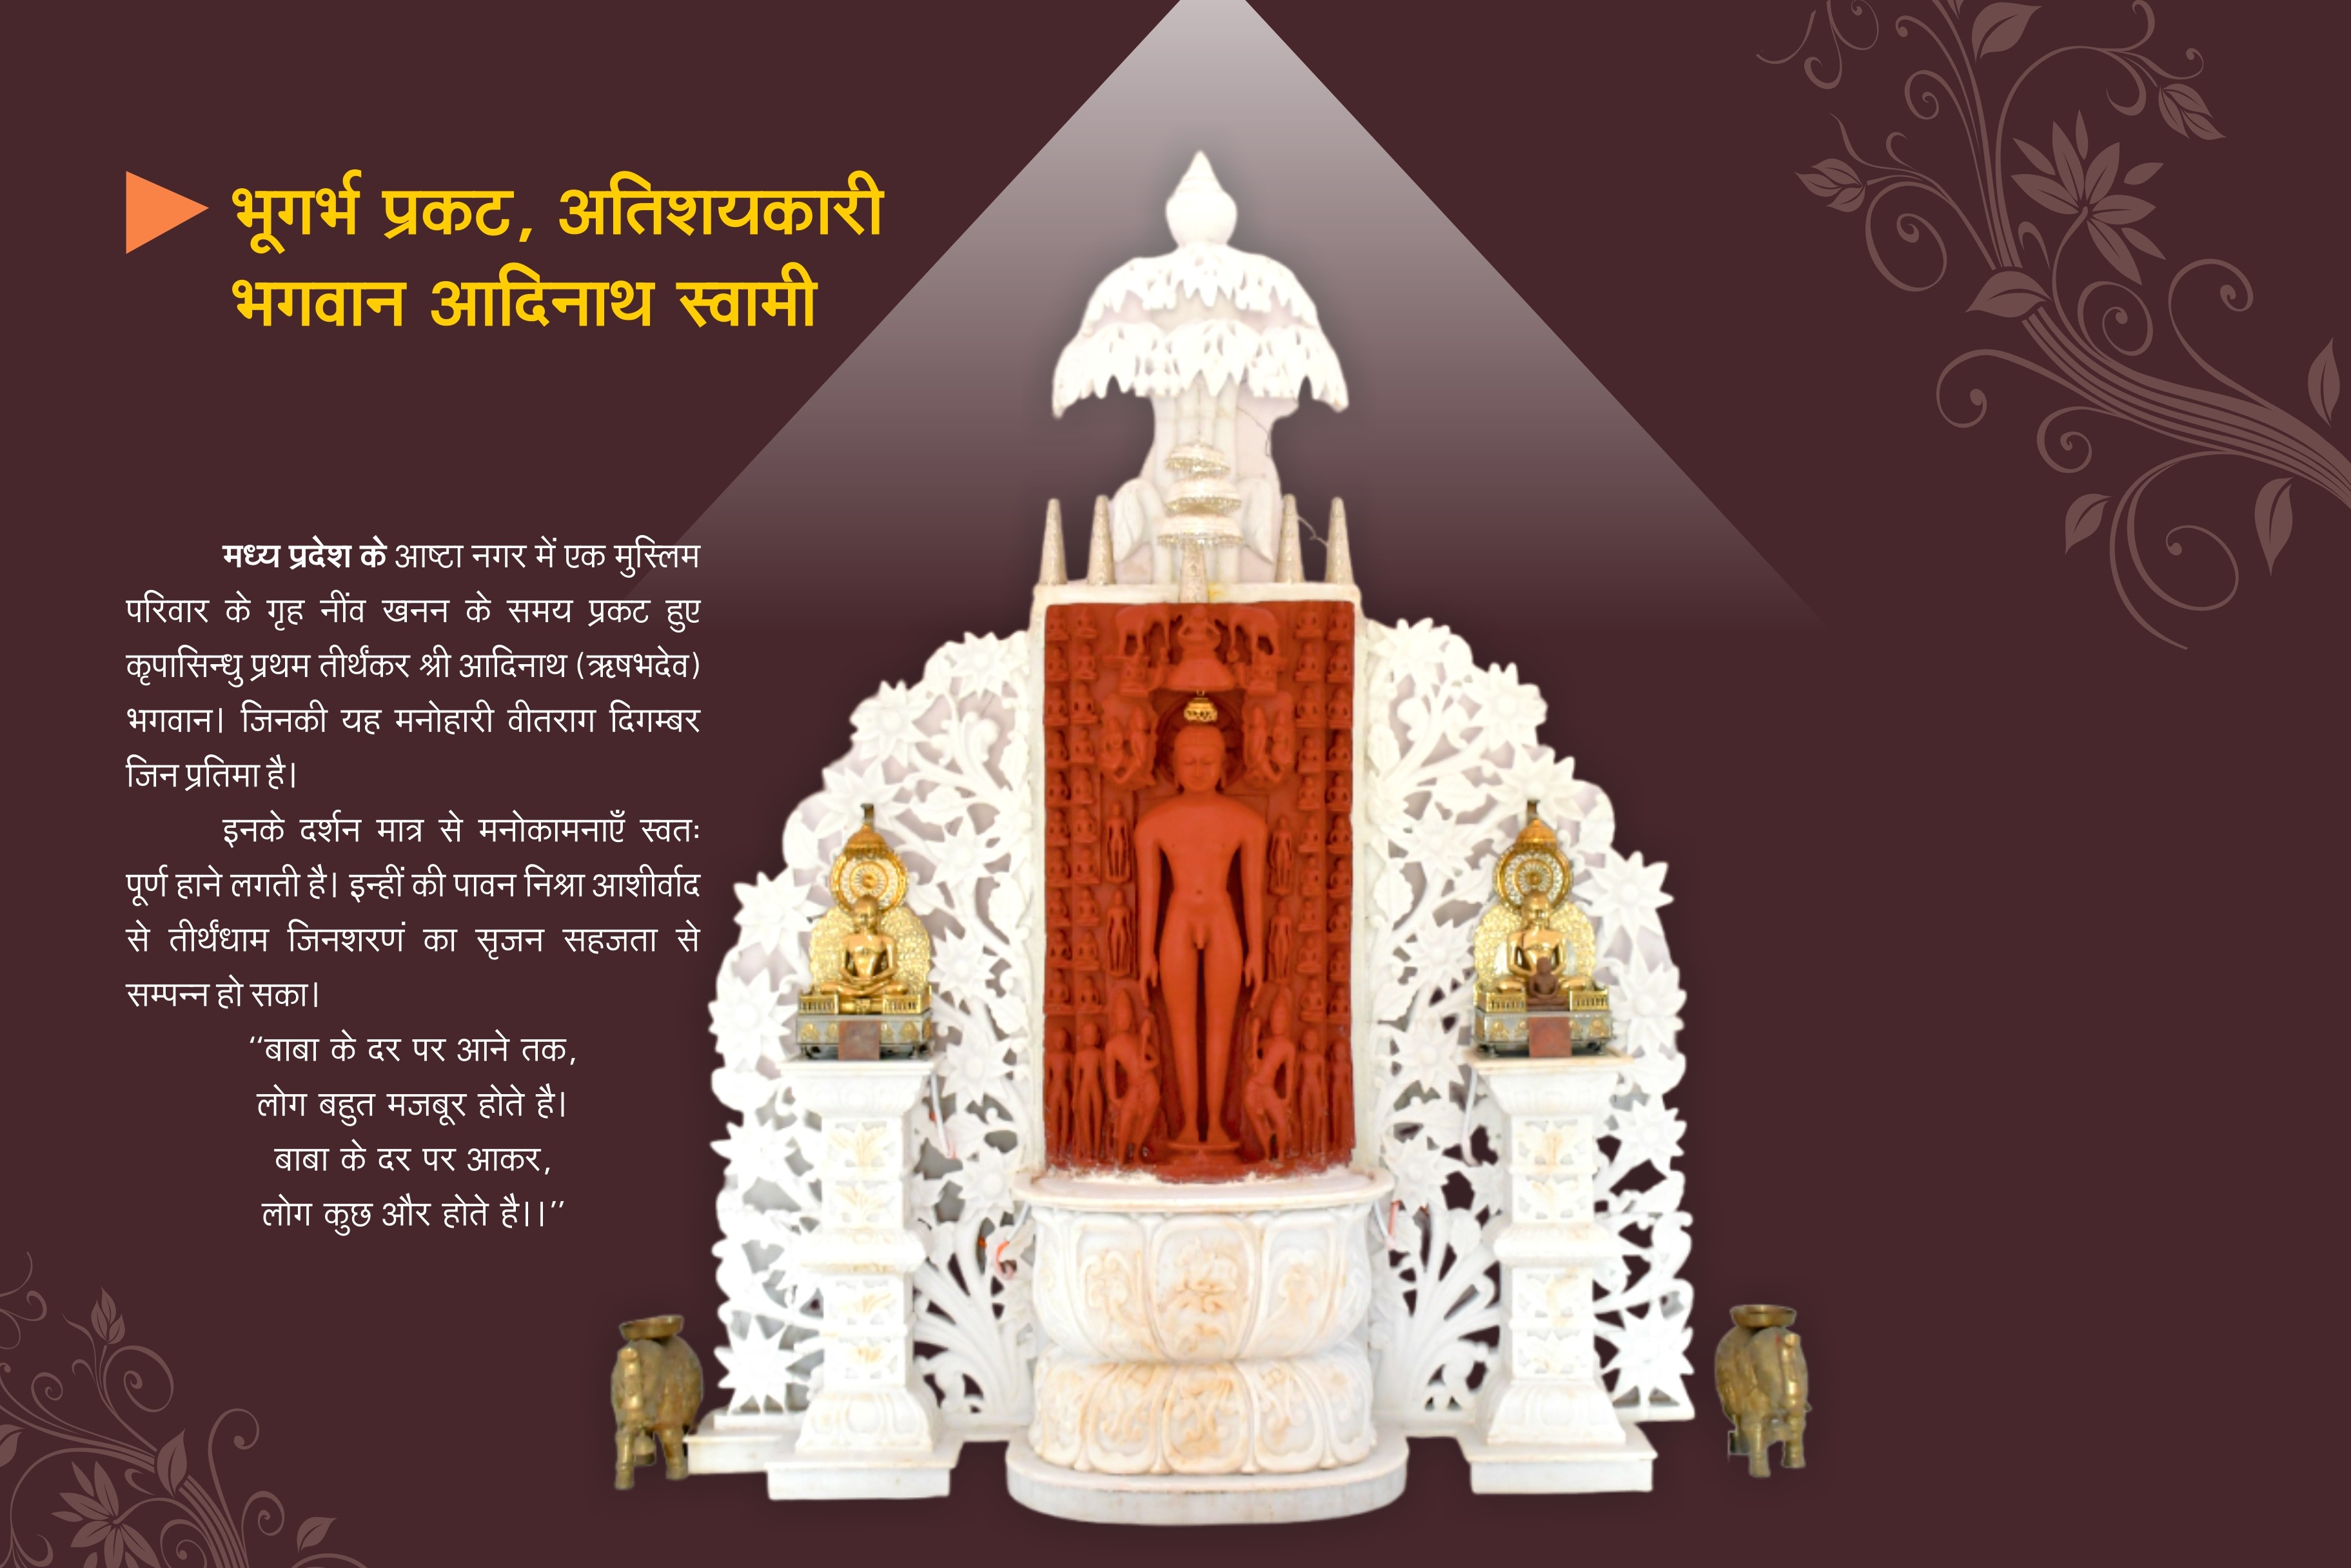 भूगर्भ प्रकट, अतिशयकारी
भगवान आदिनाथ स्वामी
मध्य प्रदेश के आष्टा नगर में एक मुस्लिम
परिवार के गृह नींव खनन के समय प्रकट हुए
कृपासिन्धु प्रथम तीर्थंकर श्री आदिनाथ (ऋषभदेव)
भगवान। जिनकी यह मनोहारी वीतराग दिगम्बर
जिन प्रतिमा है।
इनके दर्शन मात्र से मनोकामनाएँ स्वतः
पूर्ण हाने लगती है। इन्हीं की पावन निश्रा आशीर्वाद
से तीर्थंधाम जिनशरणं का सृजन सहजता से
सम्पन्न हो सका।
“बाबा के दर पर आने तक,
लोग बहुत मजबूर होते है।
बाबा के दर पर आकर,
लोग कुछ और होते है।।”